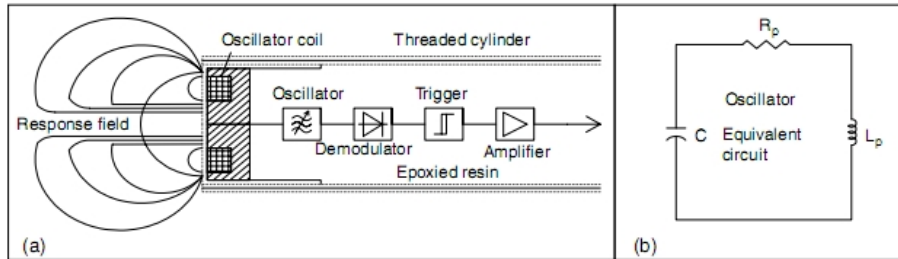 Oscillator coil
Threaded cylinder
Oscillator
Trigger
Response field
Demodulator
Amplifier
Epoxied resin
(a)
Rp
Oscillator
C
Equivalent
circuit
Lp
(b)